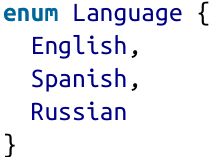 enum Language {
  English,
  Spanish,
  Russian
}